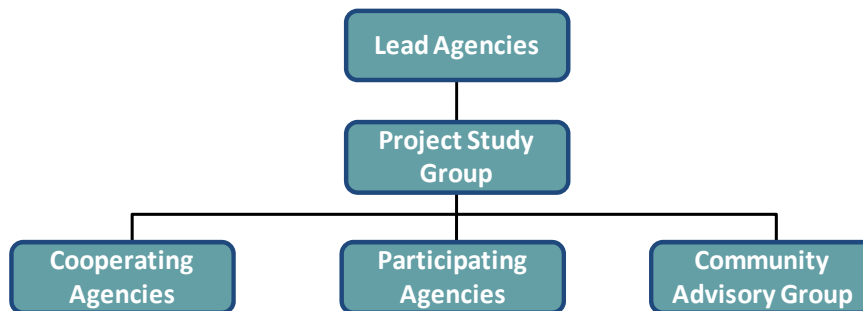 Lead Agencies
Project Study
Group
Cooperating
Agencies
Participating
Agencies
Community
Advisory Group